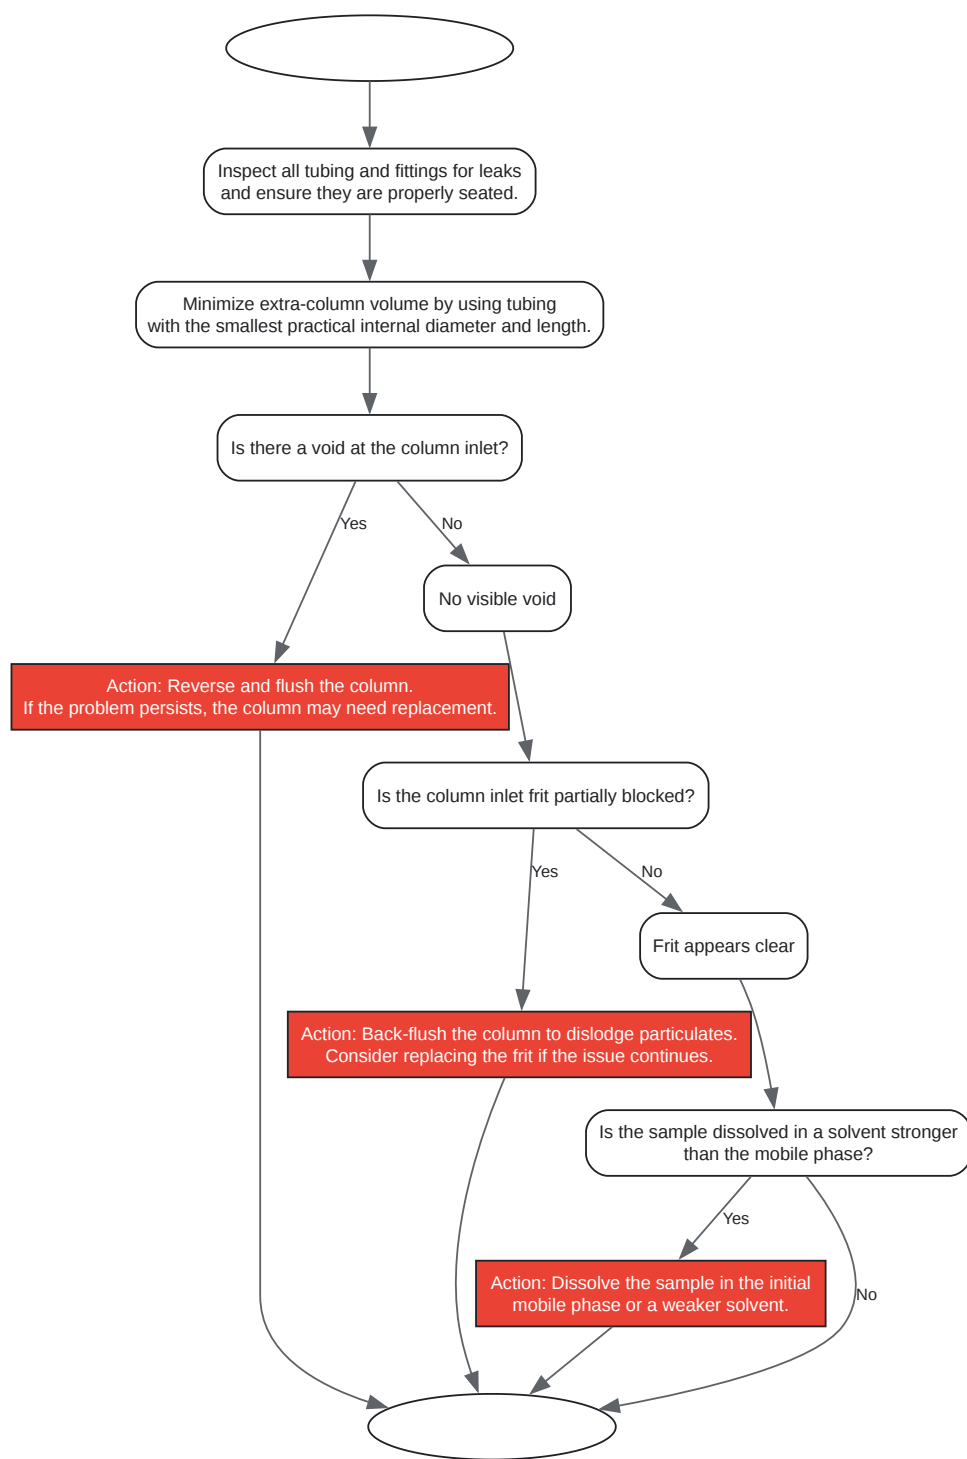 Inspect all tubing and fittings for leaks
and ensure they are properly seated.
Minimize extra-column volume by using tubing
with the smallest practical internal diameter and length.
Is there a void at the column inlet?
Yes
No
No visible void
Action: Reverse and flush the column.
If the problem persists, the column may need replacement.
Is the column inlet frit partially blocked?
Yes
No
Frit appears clear
Action: Back-flush the column to dislodge particulates.
Consider replacing the frit if the issue continues.
Is the sample dissolved in a solvent stronger
than the mobile phase?
Yes
Action: Dissolve the sample in the initial
mobile phase or a weaker solvent.
No